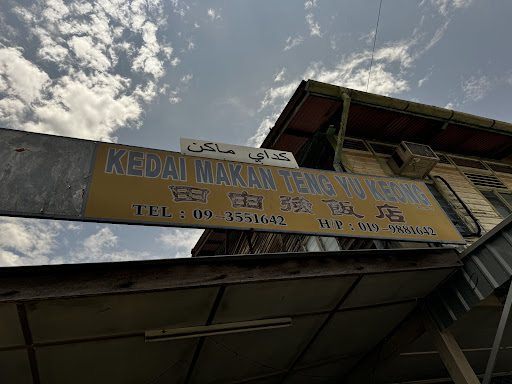 كداي ماكن
KEDAI MAKAN TENG YU KEONG
田由強飯店
TEL : 09-3551642 H/P : 019-9881642